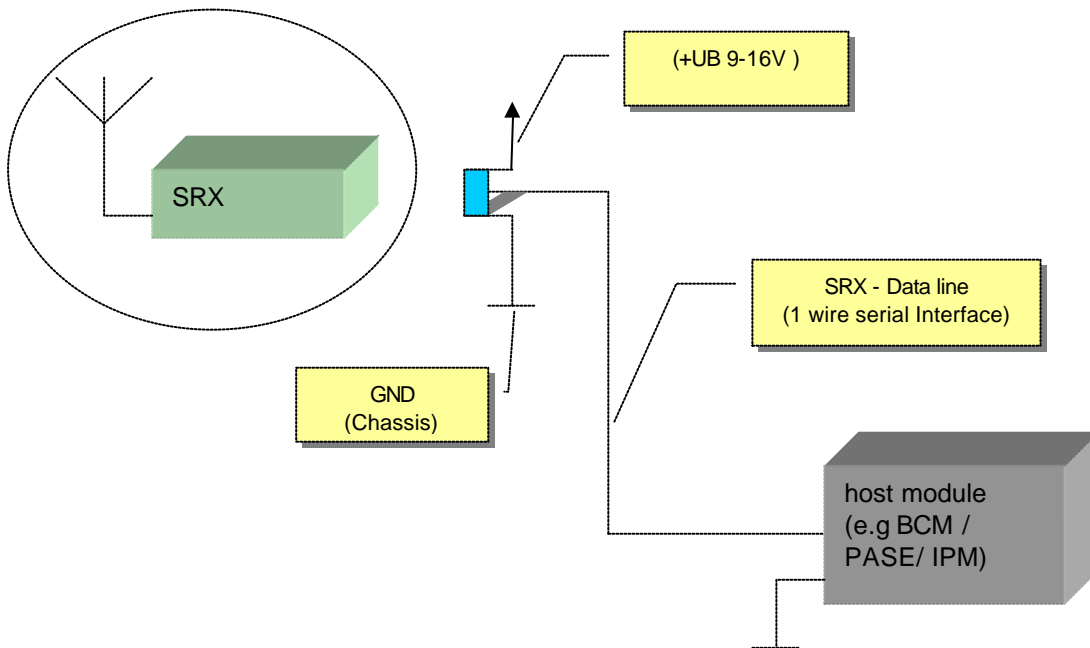 (+UB 9-16V )
SRX
SRX - Data line
(1 wire serial Interface)
GND
(Chassis)
host module
(e.g BCM /
PASE/ IPM)